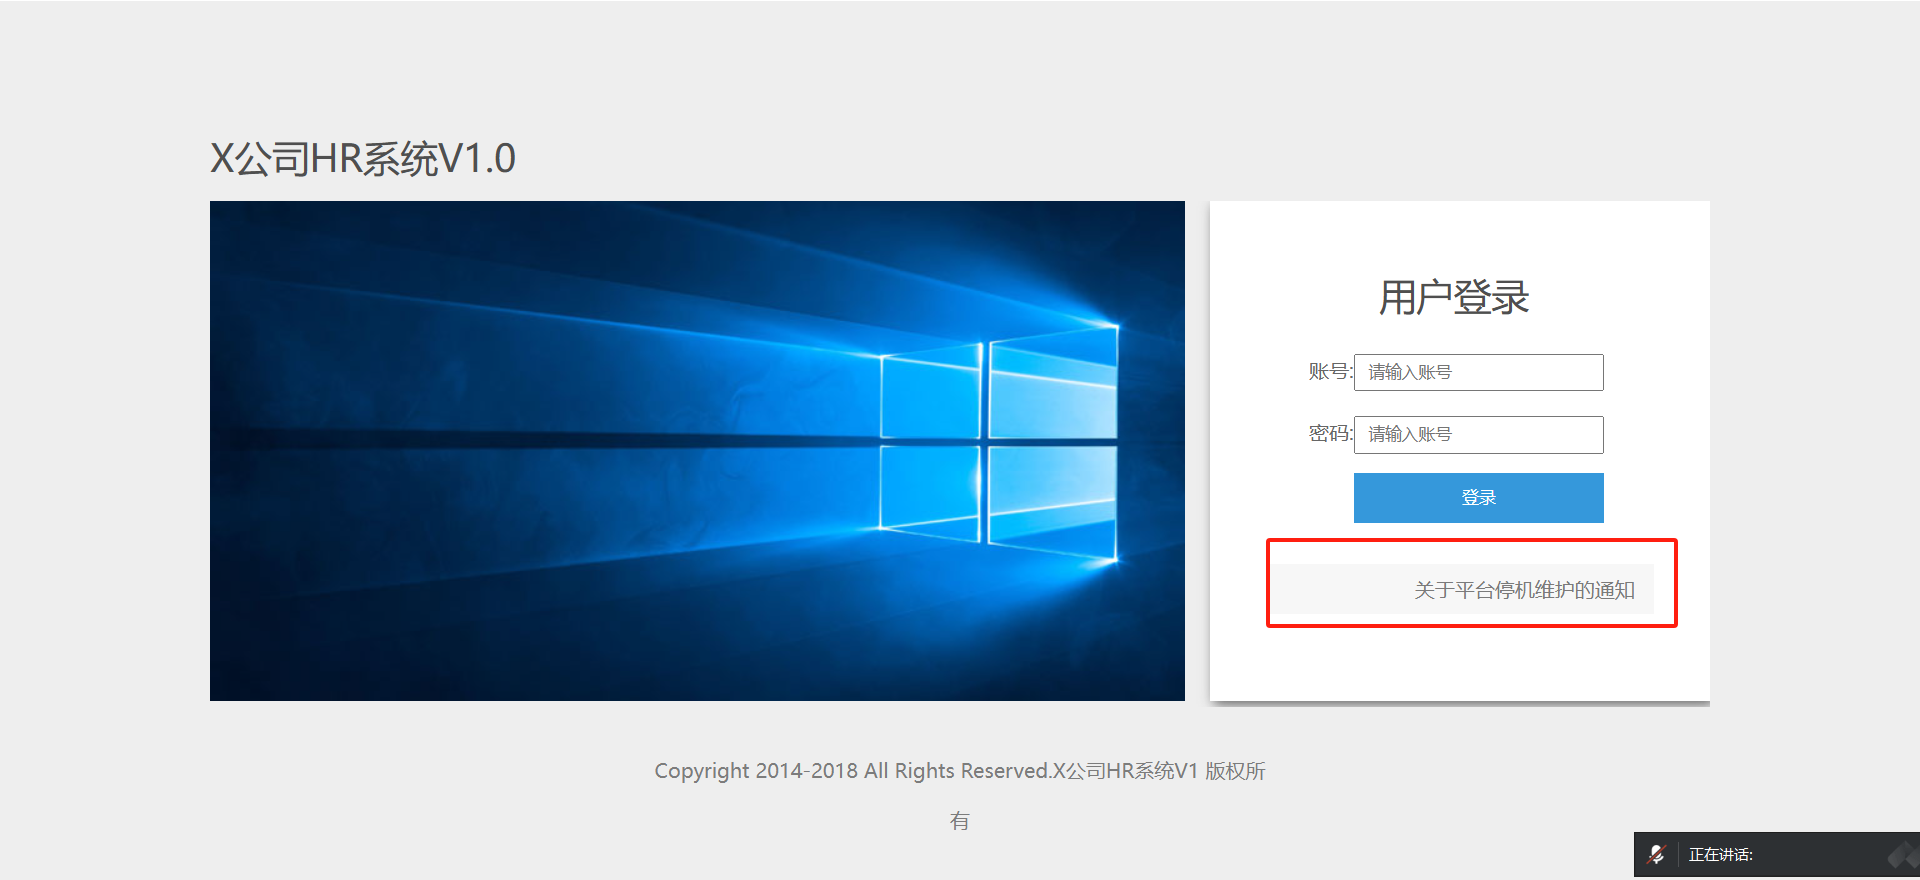 X公司HR系统V1.0
用户登录
账号: 请输入账号
密码: 请输入账号
登录
关于平台停机维护的通知
Copyright 2014-2018 All Rights Reserved.X公司HR系统V1 版权所
有
正在讲话: